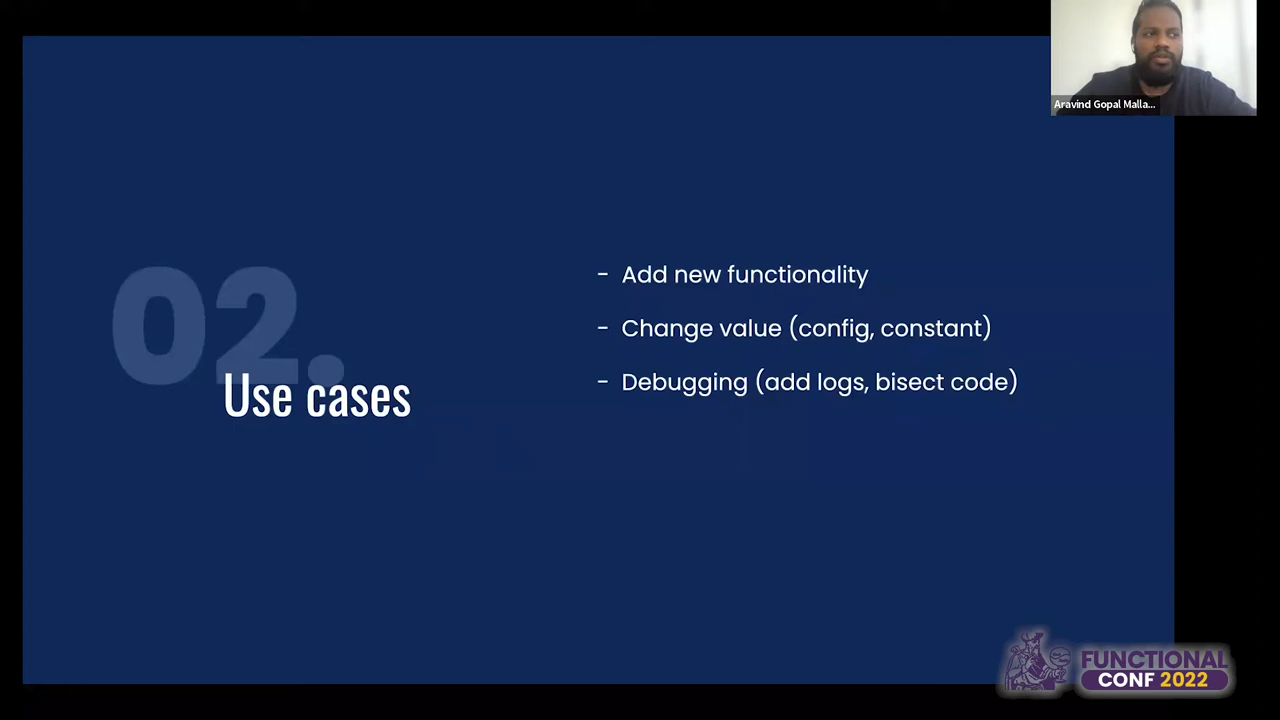 Aravind Gopal Malla...
02.
Use cases
- Add new functionality
- Change value (config, constant)
- Debugging (add logs, bisect code)
FUNCTIONAL
CONF 2022